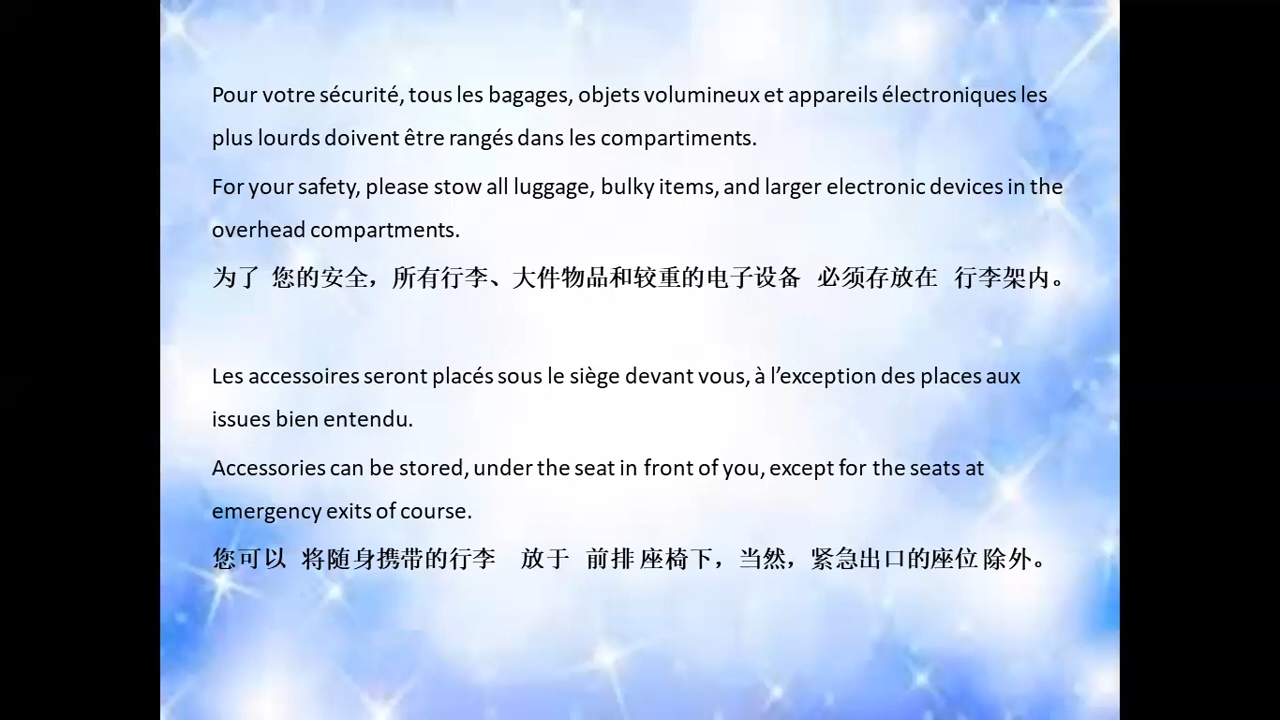 Pour votre sécurité, tous les bagages, objets volumineux et appareils électroniques les
plus lourds doivent être rangés dans les compartiments.
For your safety, please stow all luggage, bulky items, and larger electronic devices in the
overhead compartments.
为了 您的安全，所有行李、大件物品和较重的电子设备 必须存放在 行李架内。
Les accessoires seront placés sous le siège devant vous, à l’exception des places aux
issues bien entendu.
Accessories can be stored, under the seat in front of you, except for the seats at
emergency exits of course.
您可以 将随身携带的行李 放于 前排座椅下，当然，紧急出口的座位除外。